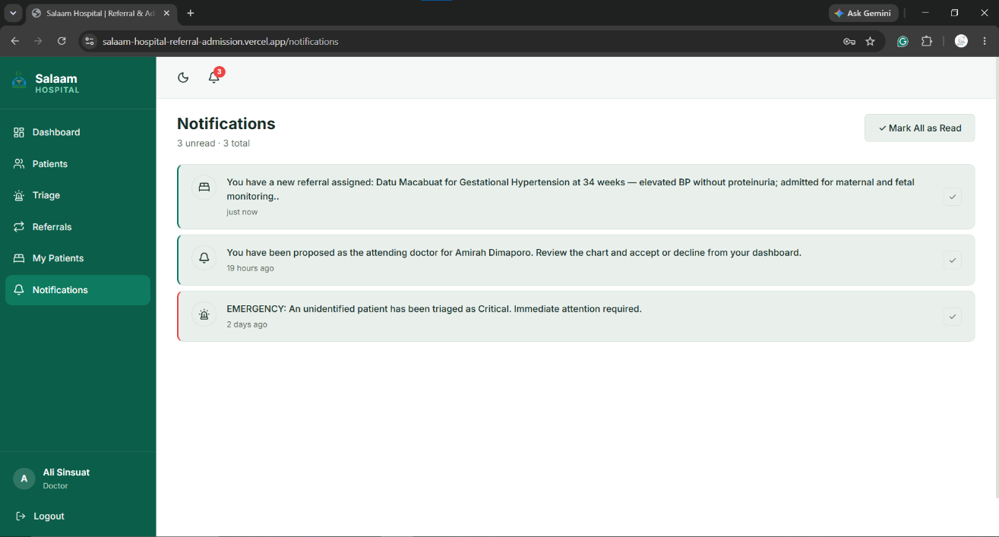 Salaam Hospital | Referral & Ad
Ask Gemini
salaam-hospital-referral-admission.vercel.app/notifications
Salaam
HOSPITAL
3
Dashboard
Patients
Triage
Referrals
My Patients
Notifications
Notifications
3 unread · 3 total
✓ Mark All as Read
You have a new referral assigned: Datu Macabuat for Gestational Hypertension at 34 weeks — elevated BP without proteinuria; admitted for maternal and fetal
monitoring..
just now
You have been proposed as the attending doctor for Amirah Dimaporo. Review the chart and accept or decline from your dashboard.
19 hours ago
EMERGENCY: An unidentified patient has been triaged as Critical. Immediate attention required.
2 days ago
A
Ali Sinsuat
Doctor
Logout